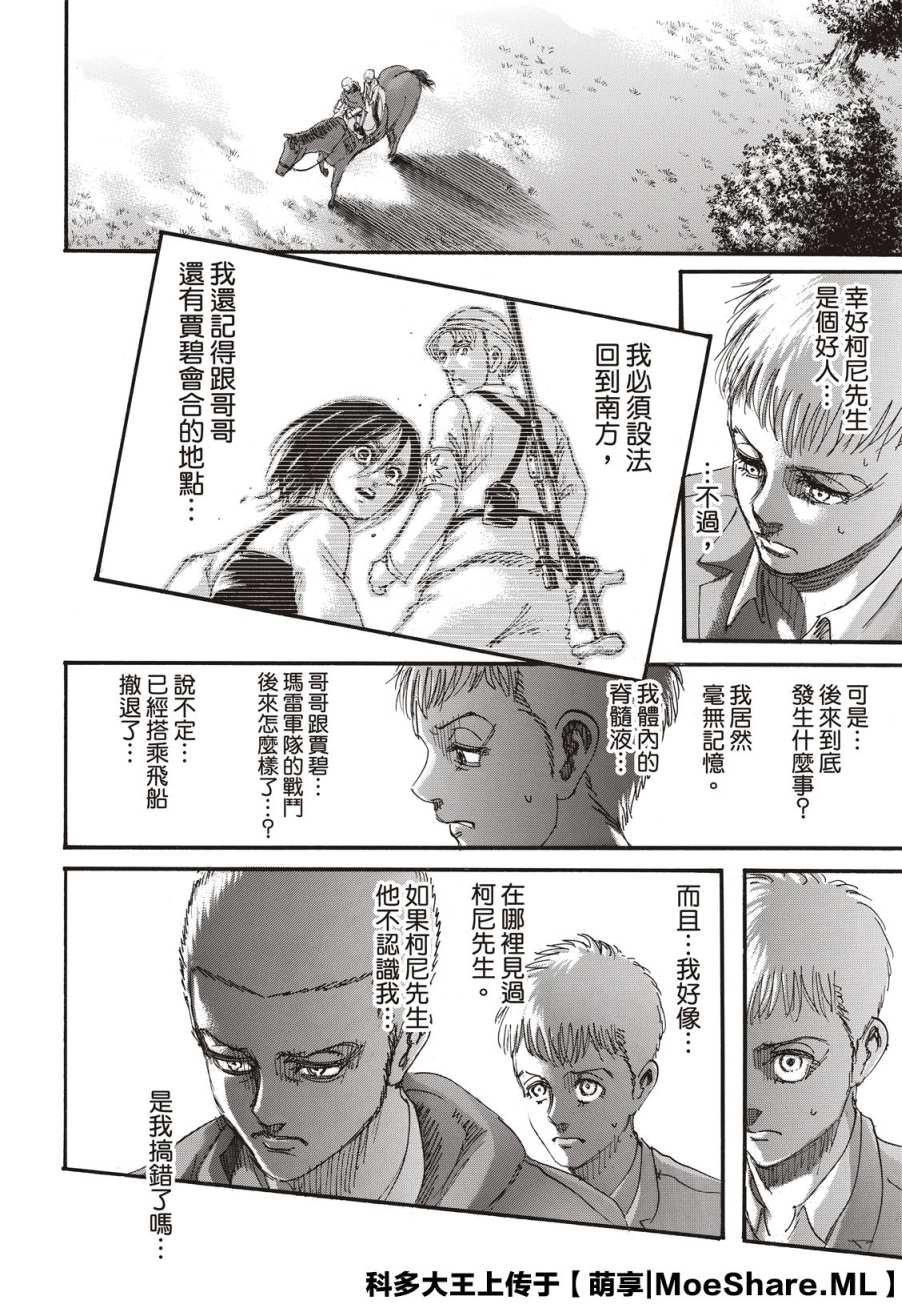 幸好柯尼先生
是個好人…
…不過，
我必須設法
回到南方，
我還記得跟哥哥
還有賈碧會合的地點…
可是…
後來到底
發生什麼事？
我居然
毫無記憶。
我體內的
脊髓液…
哥哥跟賈碧…
瑪雷軍隊的戰鬥
後來怎麼樣了…？
說不定…
已經搭乘飛船
撤退了…
而且…我好像…
在哪裡見過
柯尼先生。
如果柯尼先生
他不認識我…
是我搞錯了嗎…
科多大王上传于【萌享|MoeShare.ML】